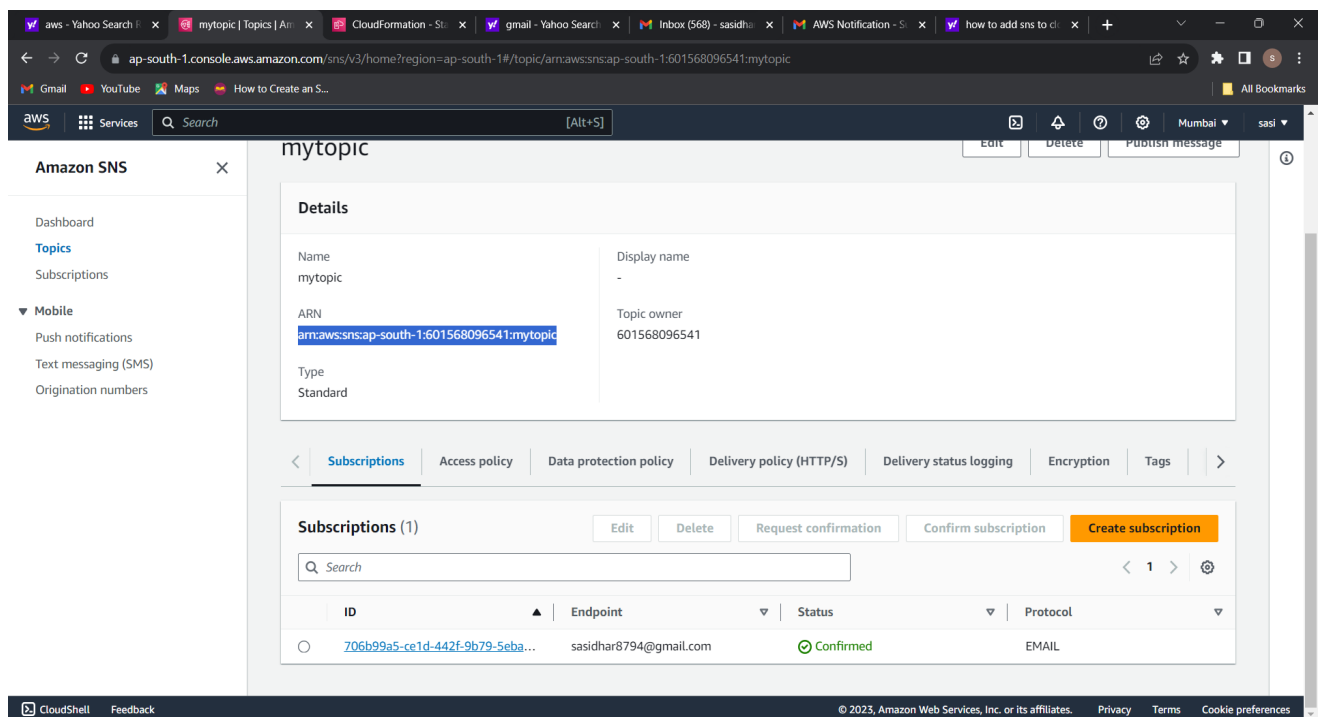 aws - Yahoo Search R
mytopic | Topics | Am
CloudFormation - Sta
gmail - Yahoo Search
Inbox (568) - sasidha
AWS Notification - Su
how to add sns to clo
ap-south-1.console.aws.amazon.com/sns/v3/home?region=ap-south-1#/topic/arn:aws:sns:ap-south-1:601568096541:mytopic
S
Gmail YouTube Maps How to Create an S... All Bookmarks
aws Services Search [Alt+S] Mumbai sasi
Amazon SNS
Dashboard
Topics
Subscriptions
Mobile
Push notifications
Text messaging (SMS)
Origination numbers
mytopic
Edit Delete Publish message
Details
Name
mytopic
Display name
-
ARN
arn:aws:sns:ap-south-1:601568096541:mytopic
Topic owner
601568096541
Type
Standard
Subscriptions Access policy Data protection policy Delivery policy (HTTP/S) Delivery status logging Encryption Tags
Subscriptions (1)
Edit Delete Request confirmation Confirm subscription Create subscription
Search
1
ID Endpoint Status Protocol
706b99a5-ce1d-442f-9b79-5eba... sasidhar8794@gmail.com Confirmed EMAIL
CloudShell Feedback © 2023, Amazon Web Services, Inc. or its affiliates. Privacy Terms Cookie preferences